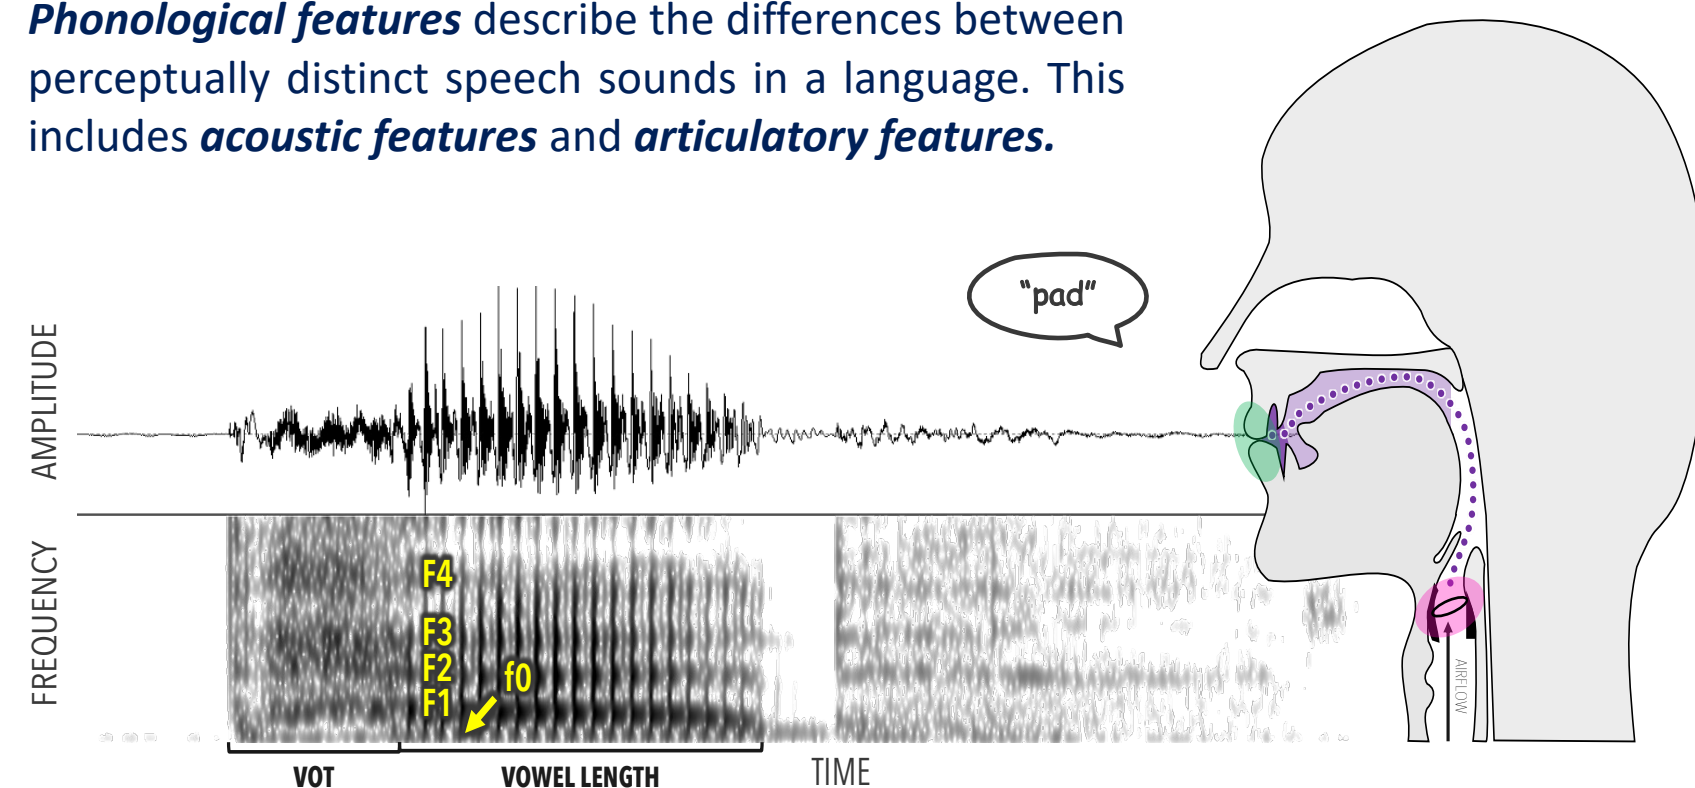 Phonological features describe the differences between
perceptually distinct speech sounds in a language. This
includes acoustic features and articulatory features.
"pad"
AMPLITUDE
FREQUENCY
F4
F3
F2
F1
f0
AIRFLOW
VOT
VOWEL LENGTH
TIME